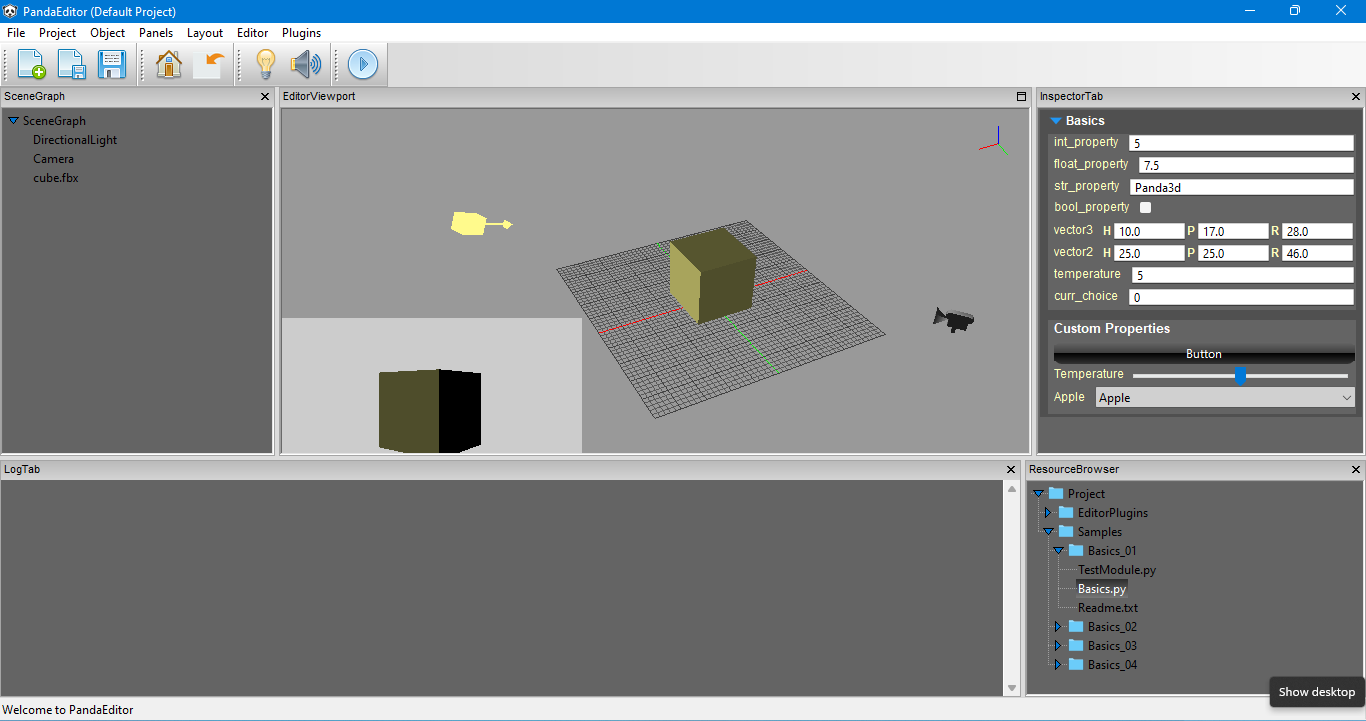 PandaEditor (Default Project)
File Project Object Panels Layout Editor Plugins
SceneGraph
SceneGraph
DirectionalLight
Camera
cube.fbx
EditorViewport
InspectorTab
Basics
int_property 5
float_property 7.5
str_property Panda3d
bool_property
vector3 H 10.0 P 17.0 R 28.0
vector2 H 25.0 P 25.0 R 46.0
temperature 5
curr_choice 0
Custom Properties
Button
Temperature
Apple Apple
LogTab
ResourceBrowser
Project
EditorPlugins
Samples
Basics_01
TestModule.py
Basics.py
Readme.txt
Basics_02
Basics_03
Basics_04
Show desktop
Welcome to PandaEditor